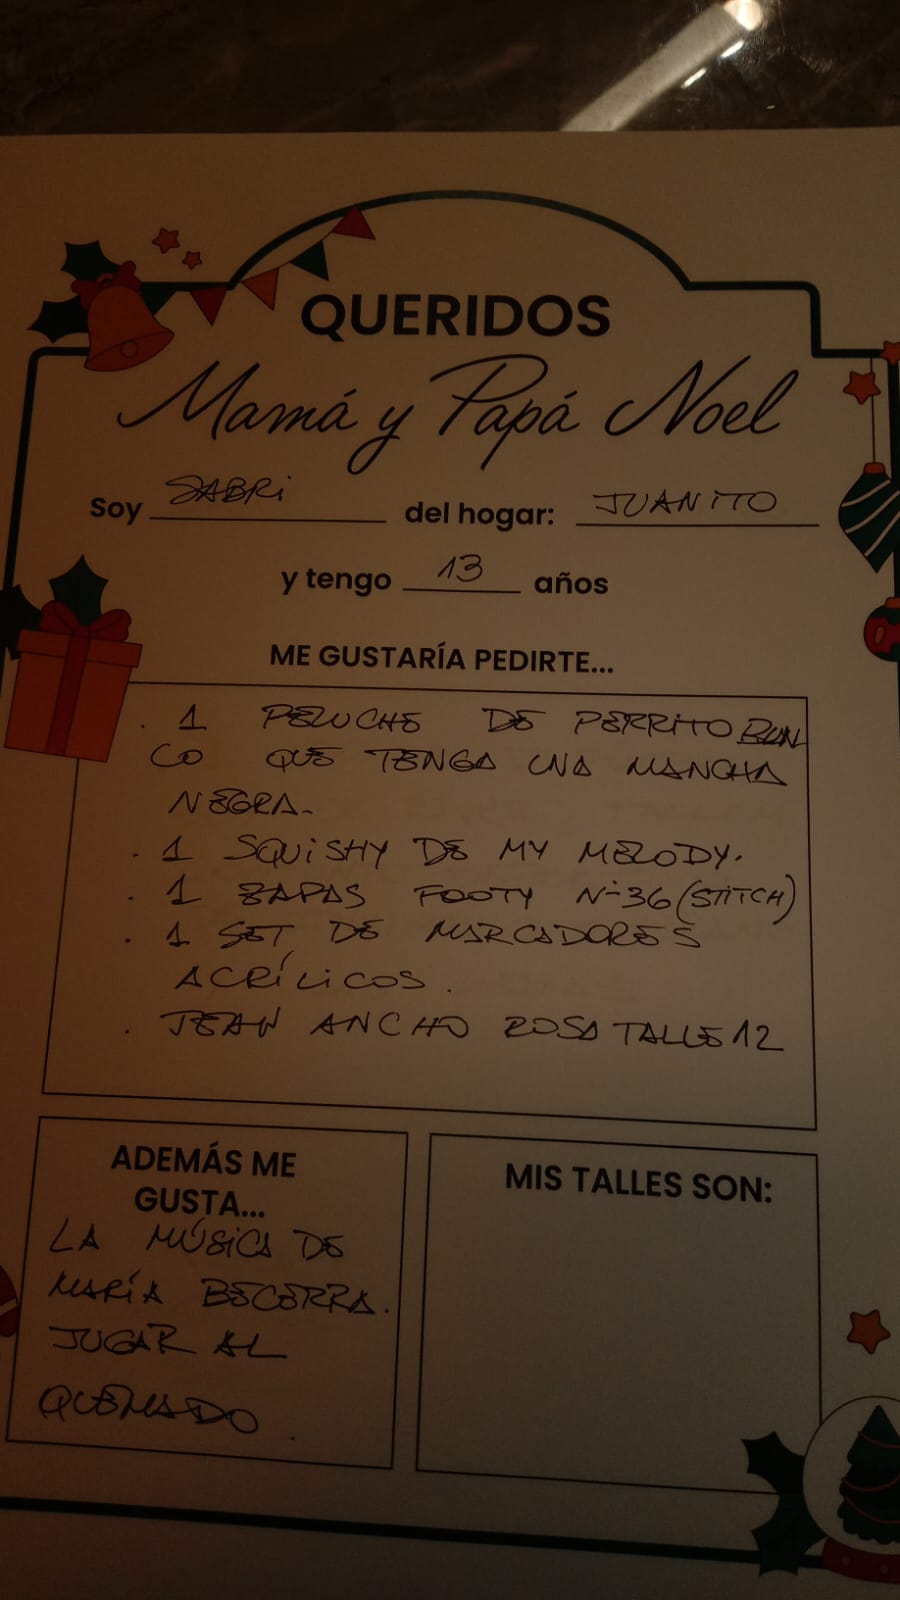 QUERIDOS
Mamá y Papá Noel
Soy SABRI del hogar: JUANITO
y tengo 13 años
ME GUSTARÍA PEDIRTE...
. 1 PELUCHE DE PERRITO BLAN
CO QUE TENGA UNA MANCHA
NEGRA.
. 1 SQUISHY DE MY MELODY.
. 1 ZAPAS FOOTY Nº36 (STITCH)
. 1 SET DE MARCADORES
ACRÍLICOS.
. JEAN ANCHO ROSA TALLE 12
ADEMÁS ME
GUSTA...
LA MÚSICA DE
MARÍA BECERRA.
JUGAR AL
QUEMADO.
MIS TALLES SON: